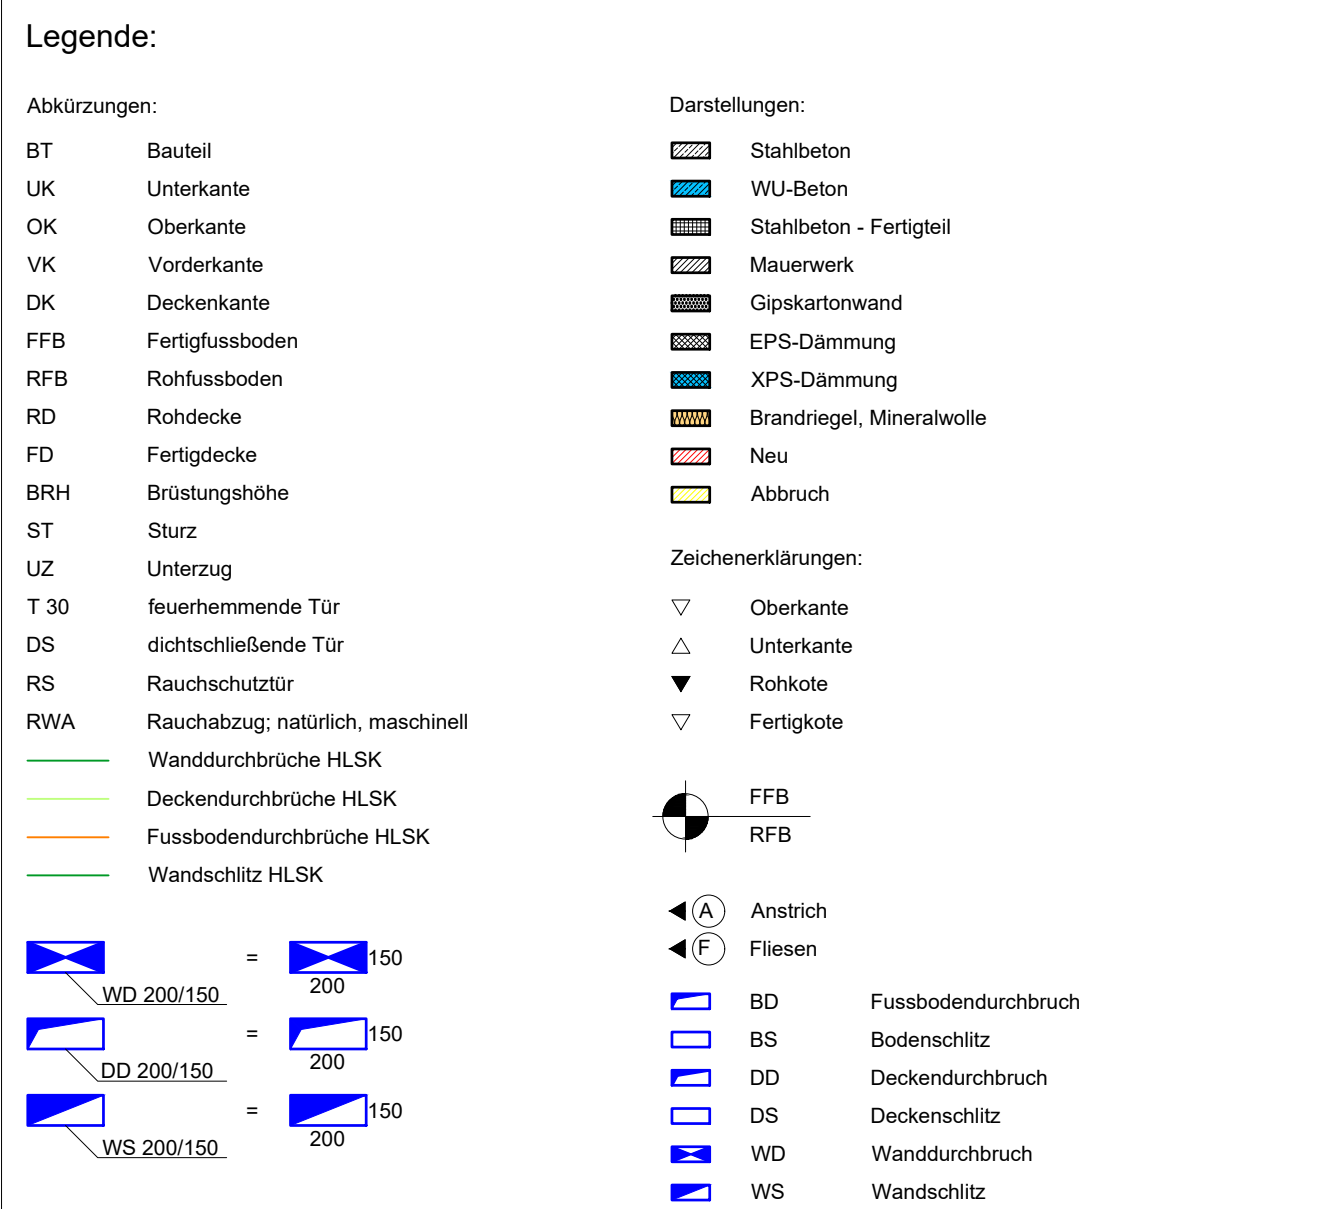 Legende:
Abkürzungen:
BT Bauteil
UK Unterkante
OK Oberkante
VK Vorderkante
DK Deckenkante
FFB Fertigfussboden
RFB Rohfussboden
RD Rohdecke
FD Fertigdecke
BRH Brüstungshöhe
ST Sturz
UZ Unterzug
T 30 feuerhemmende Tür
DS dichtschließende Tür
RS Rauchschutztür
RWA Rauchabzug; natürlich, maschinell
Wanddurchbrüche HLSK
Deckendurchbrüche HLSK
Fussbodendurchbrüche HLSK
Wandschlitz HLSK
= 150
WD 200/150 200
= 150
DD 200/150 200
= 150
WS 200/150 200
Darstellungen:
Stahlbeton
WU-Beton
Stahlbeton - Fertigteil
Mauerwerk
Gipskartonwand
EPS-Dämmung
XPS-Dämmung
Brandriegel, Mineralwolle
Neu
Abbruch
Zeichenerklärungen:
Oberkante
Unterkante
Rohkote
Fertigkote
FFB
RFB
A Anstrich
F Fliesen
BD Fussbodendurchbruch
BS Bodenschlitz
DD Deckendurchbruch
DS Deckenschlitz
WD Wanddurchbruch
WS Wandschlitz